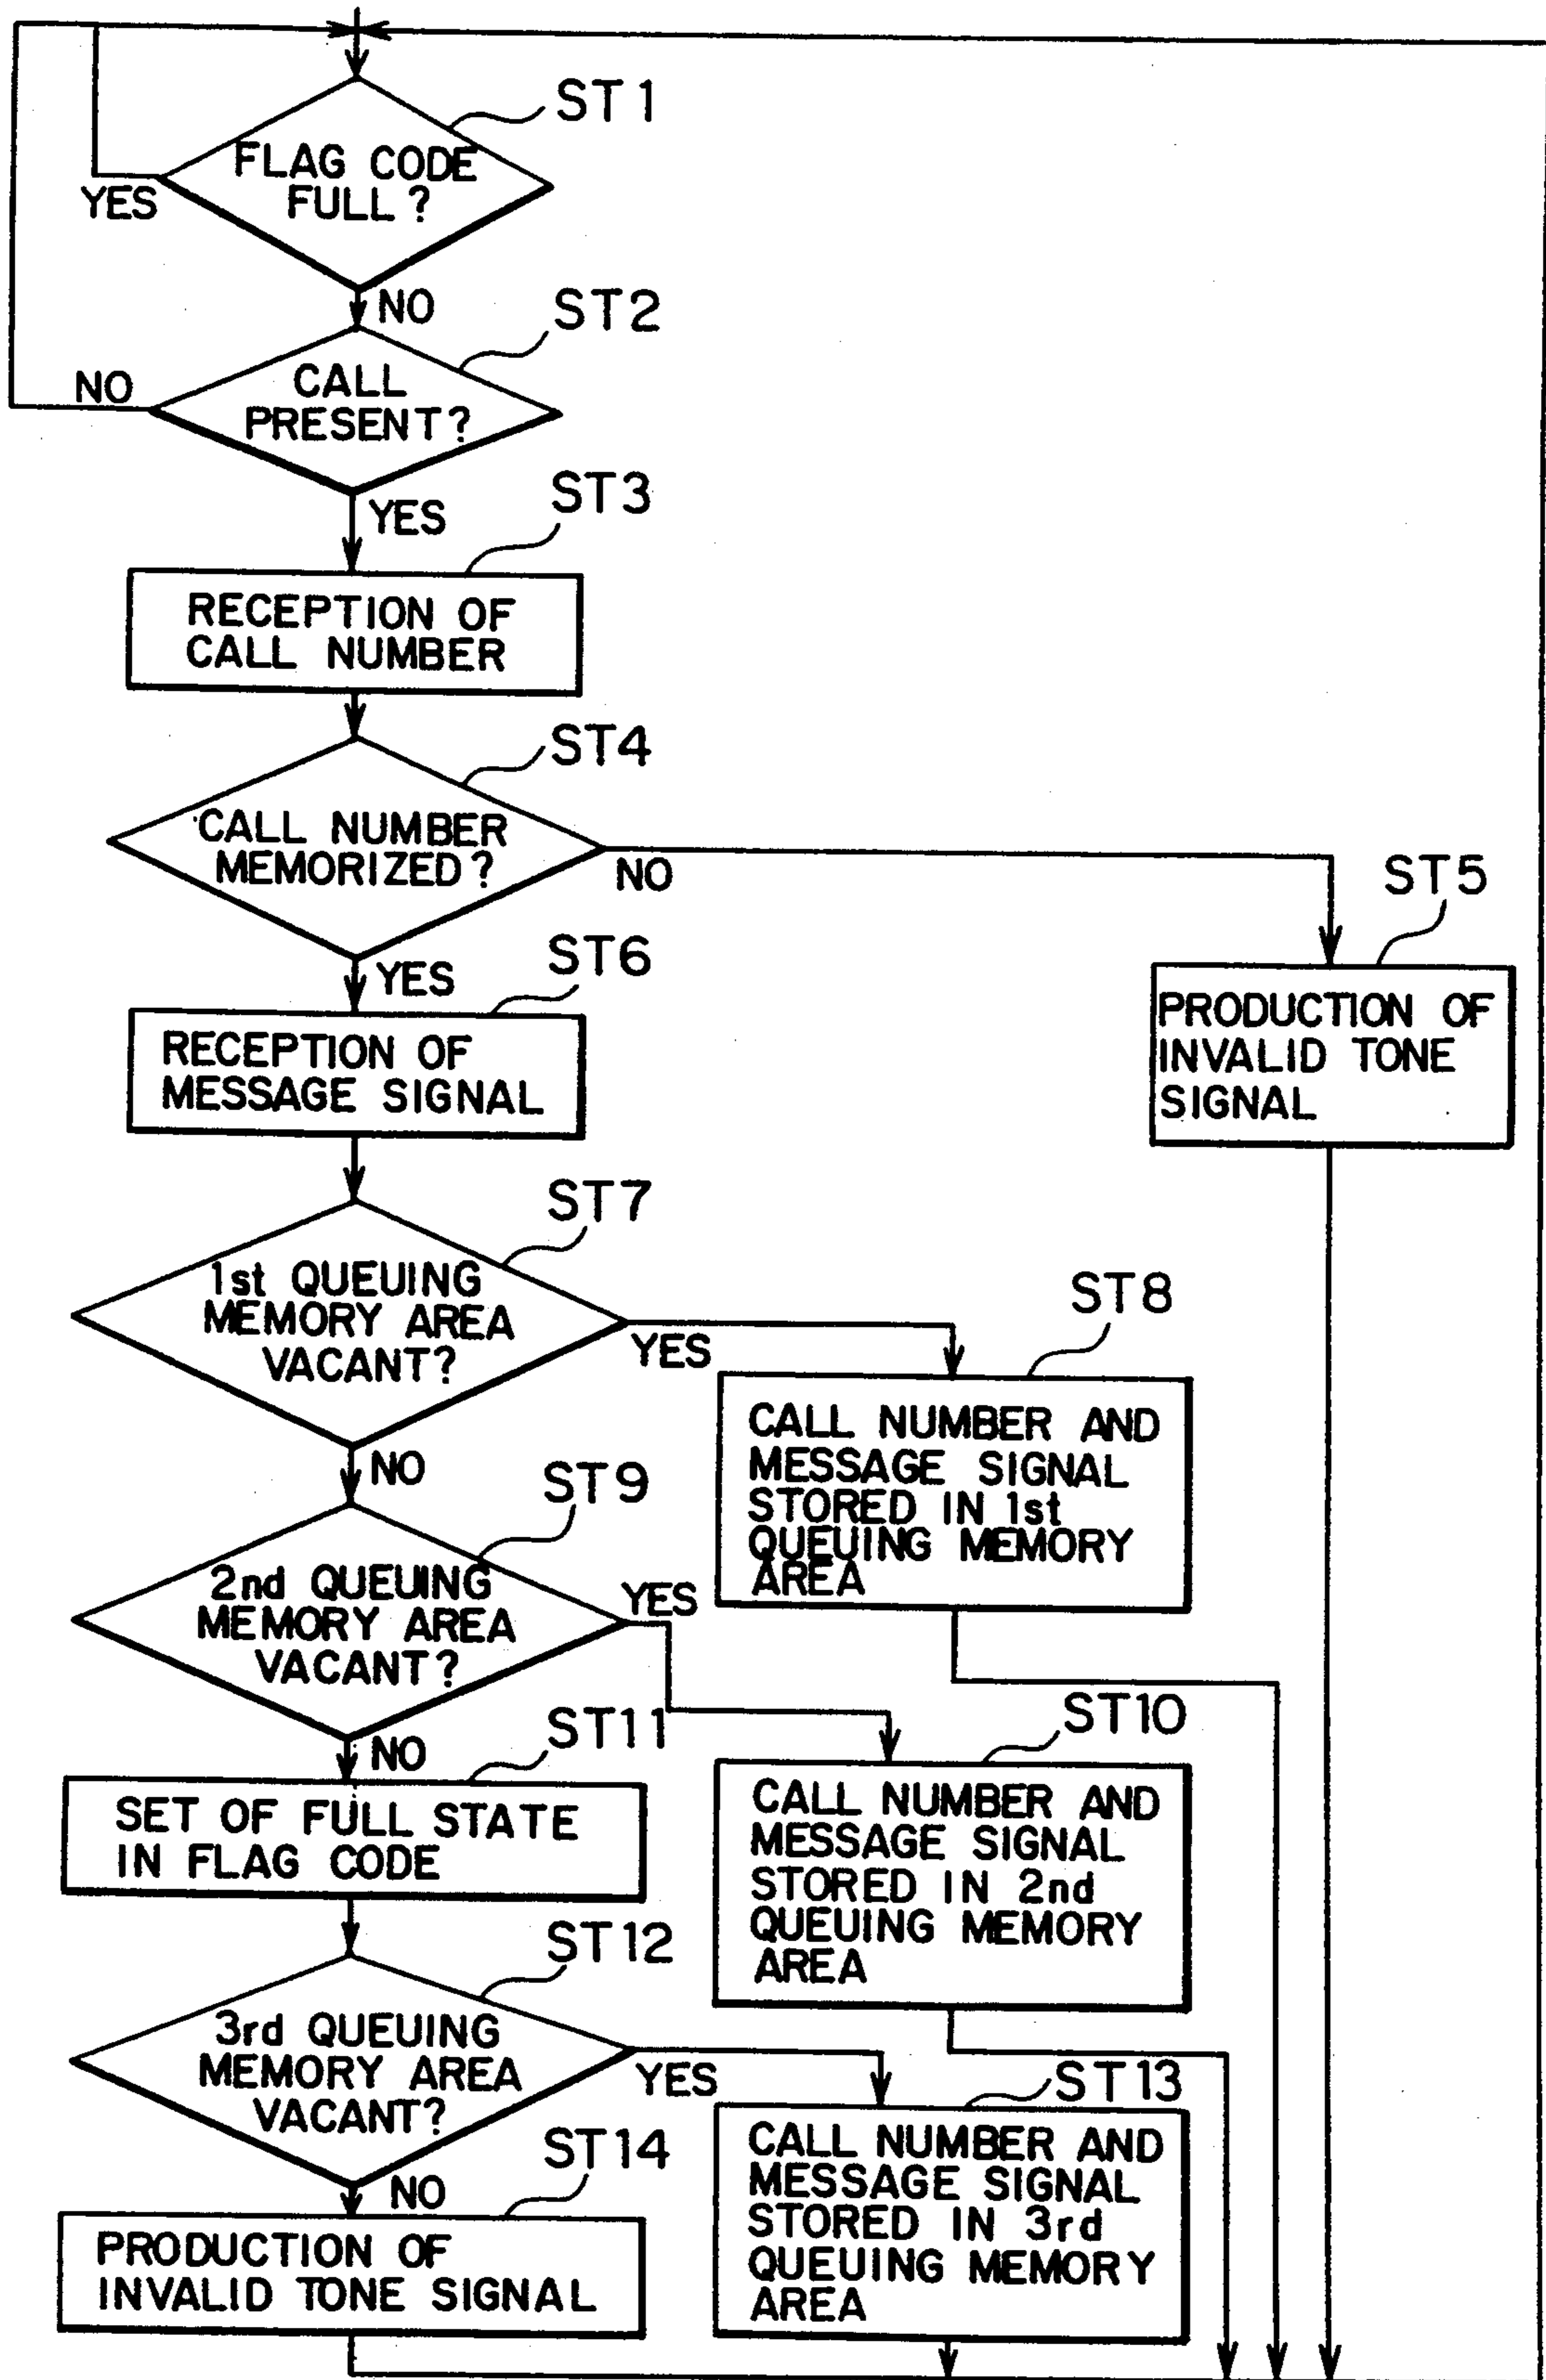 ST1
FLAG CODE
FULL?
YES
NO
ST2
CALL
PRESENT?
NO
YES
ST3
RECEPTION OF
CALL NUMBER
ST4
CALL NUMBER
MEMORIZED?
NO
ST5
PRODUCTION OF
INVALID TONE
SIGNAL
YES
ST6
RECEPTION OF
MESSAGE SIGNAL
ST7
1st QUEUING
MEMORY AREA
VACANT?
YES
ST8
CALL NUMBER AND
MESSAGE SIGNAL
STORED IN 1st
QUEUING MEMORY
AREA
NO
ST9
2nd QUEUING
MEMORY AREA
VACANT?
YES
ST10
CALL NUMBER AND
MESSAGE SIGNAL
STORED IN 2nd
QUEUING MEMORY
AREA
NO
ST11
SET OF FULL STATE
IN FLAG CODE
ST12
3rd QUEUING
MEMORY AREA
VACANT?
YES
ST13
CALL NUMBER AND
MESSAGE SIGNAL
STORED IN 3rd
QUEUING MEMORY
AREA
NO
ST14
PRODUCTION OF
INVALID TONE SIGNAL